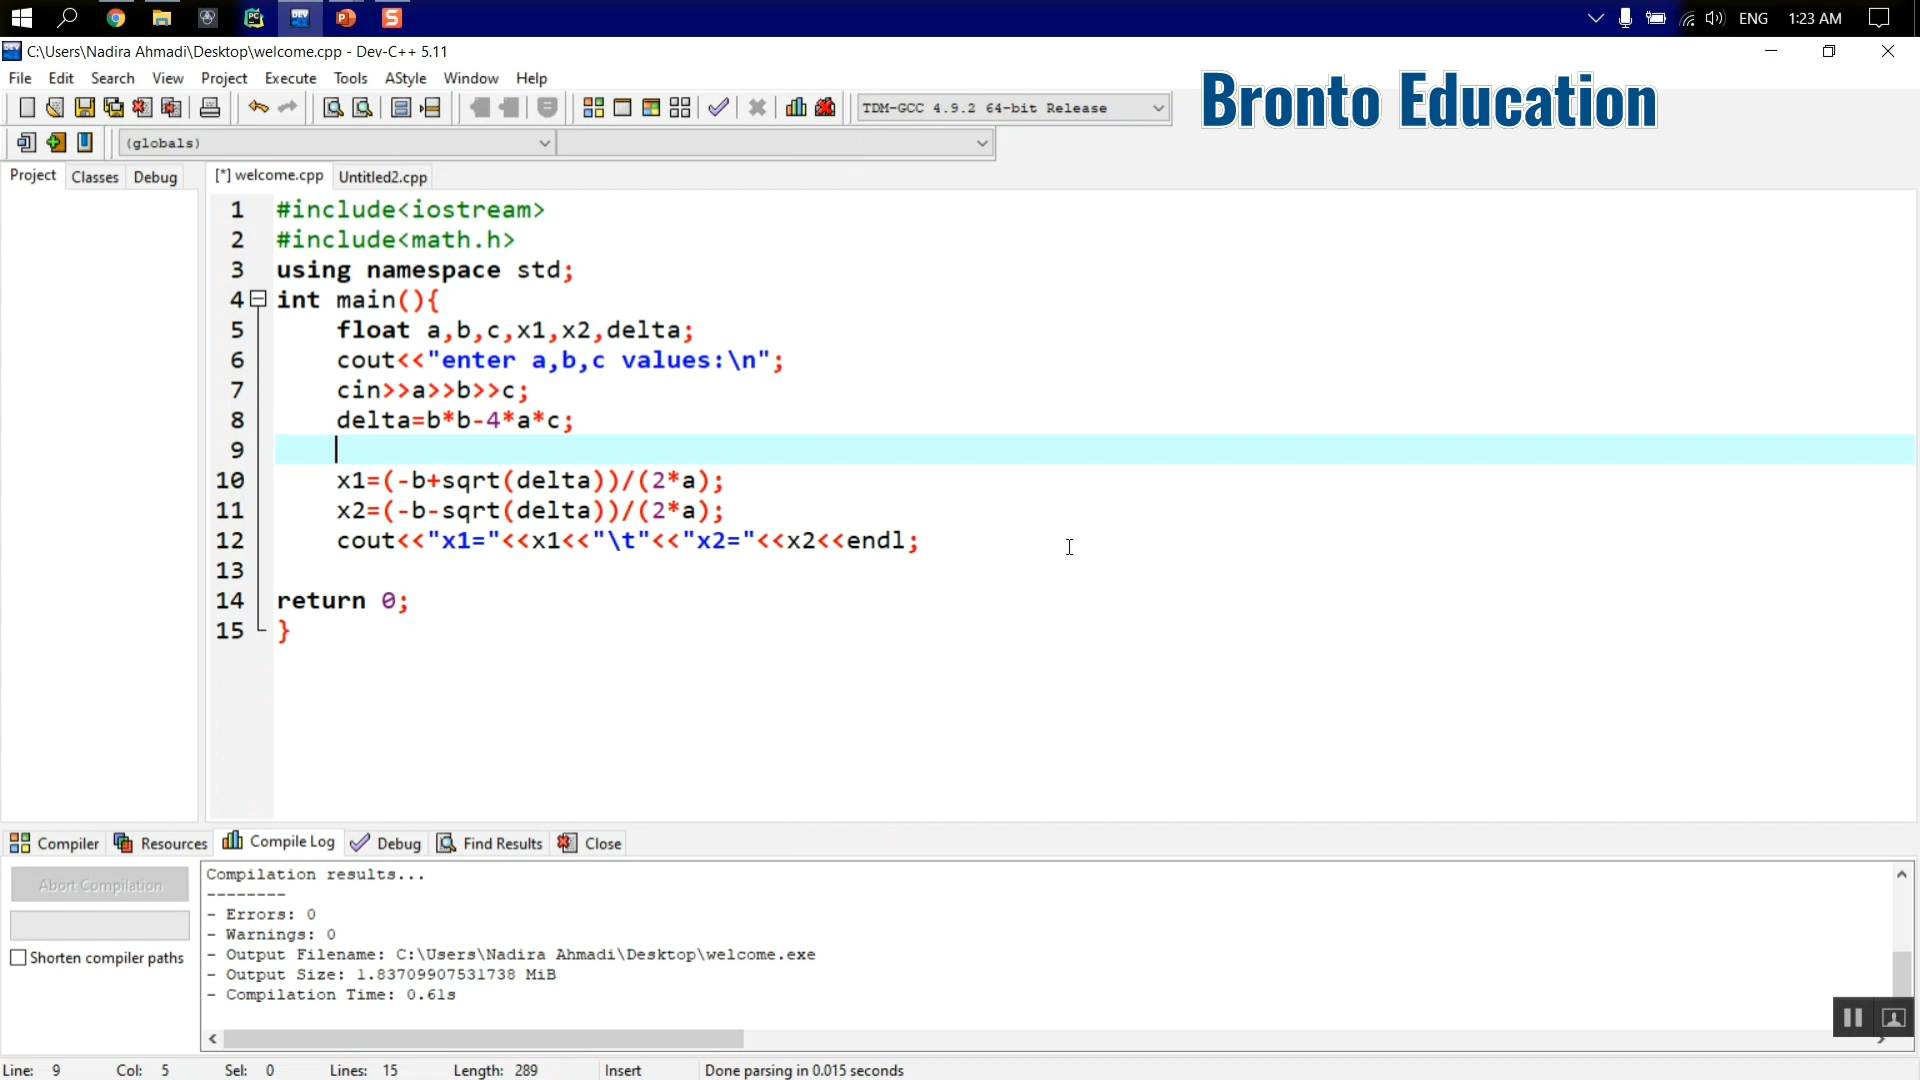 ENG 1:23 AM
C:\Users\Nadira Ahmadi\Desktop\welcome.cpp - Dev-C++ 5.11
File Edit Search View Project Execute Tools AStyle Window Help
Bronto Education
TDM-GCC 4.9.2 64-bit Release
(globals)
Project Classes Debug [*] welcome.cpp Untitled2.cpp
1 #include<iostream>
2 #include<math.h>
3 using namespace std;
4 int main(){
5 float a,b,c,x1,x2,delta;
6 cout<<"enter a,b,c values:\n";
7 cin>>a>>b>>c;
8 delta=b*b-4*a*c;
9
10 x1=(-b+sqrt(delta))/(2*a);
11 x2=(-b-sqrt(delta))/(2*a);
12 cout<<"x1="<<x1<<"\t"<<"x2="<<x2<<endl;
13
14 return 0;
15 }
Compiler Resources Compile Log Debug Find Results Close
Abort Compilation
Shorten compiler paths
Compilation results...
--------
- Errors: 0
- Warnings: 0
- Output Filename: C:\Users\Nadira Ahmadi\Desktop\welcome.exe
- Output Size: 1.83709907531738 MiB
- Compilation Time: 0.61s
Line: 9 Col: 5 Sel: 0 Lines: 15 Length: 289 Insert Done parsing in 0.015 seconds